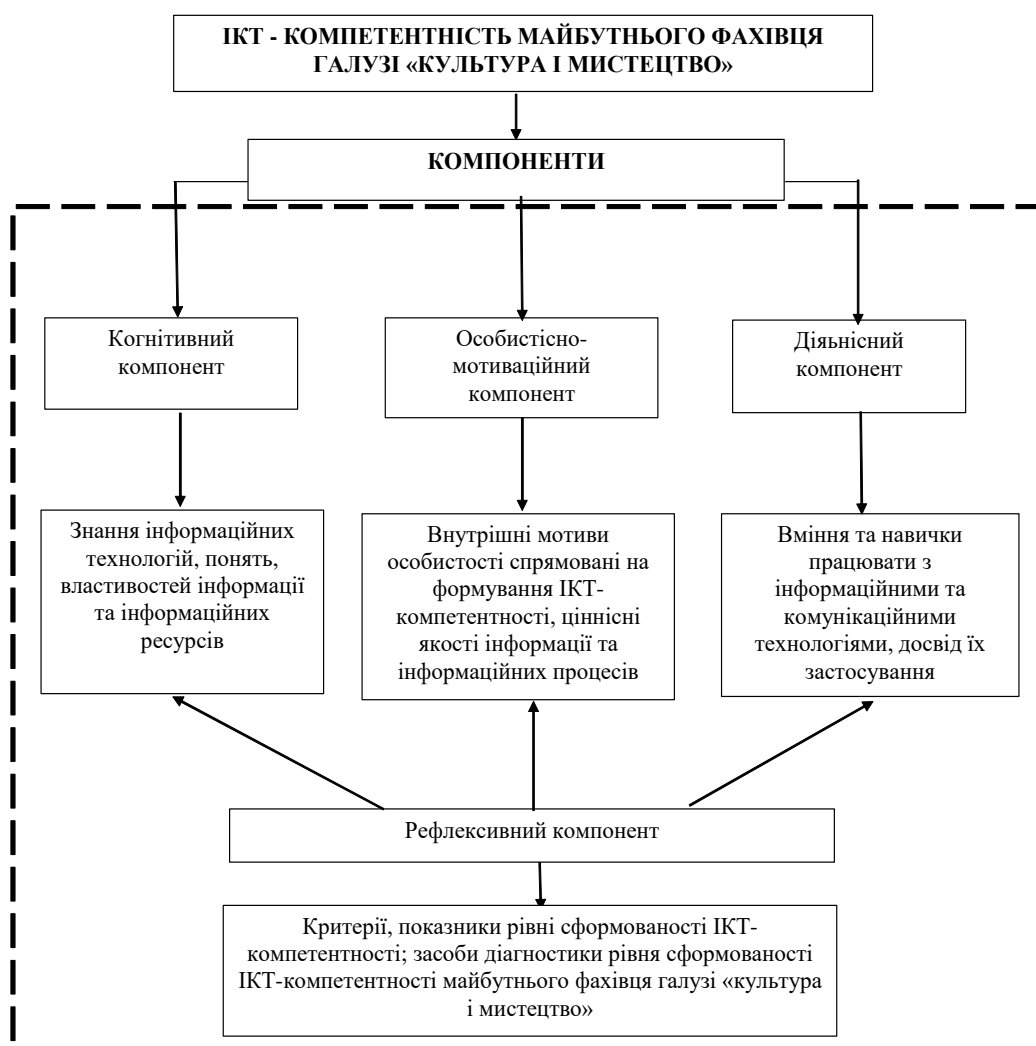 ІКТ - КОМПЕТЕНТНІСТЬ МАЙБУТНЬОГО ФАХІВЦЯ
ГАЛУЗІ «КУЛЬТУРА І МИСТЕЦТВО»
КОМПОНЕНТИ
Когнітивний
компонент
Особистісно-
мотиваційний
компонент
Діяьнісний
компонент
Знання інформаційних
технологій, понять,
властивостей інформації
та інформаційних
ресурсів
Внутрішні мотиви
особистості спрямовані на
формування ІКТ-
компетентності, ціннісні
якості інформації та
інформаційних процесів
Вміння та навички
працювати з
інформаційними та
комунікаційними
технологіями, досвід їх
застосування
Рефлексивний компонент
Критерії, показники рівні сформованості ІКТ-
компетентності; засоби діагностики рівня сформованості
ІКТ-компетентності майбутнього фахівця галузі «культура
і мистецтво»